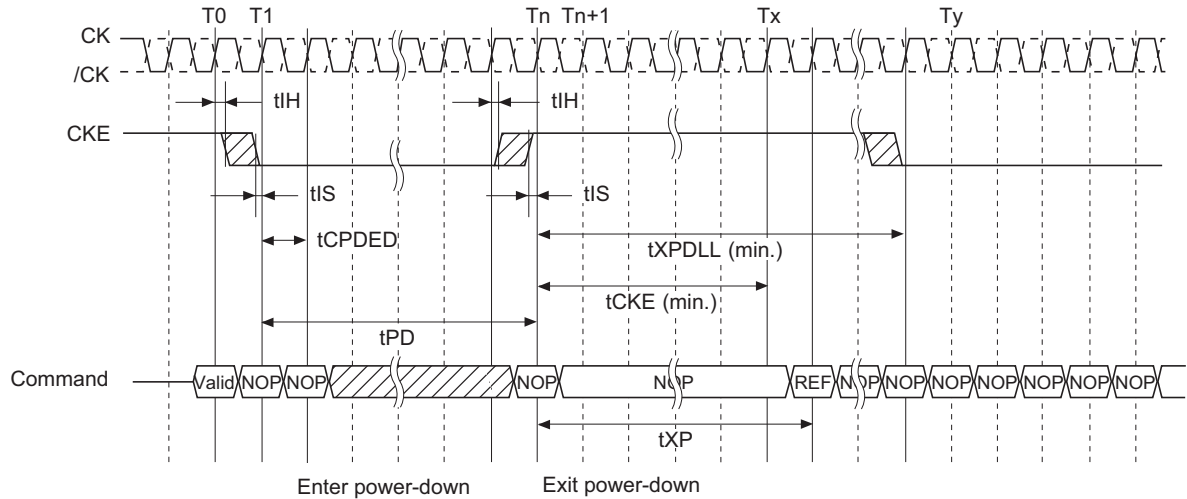 T0 T1 Tn Tn+1 Tx Ty
CK
/CK
tIH tIH
CKE
tIS tIS
tCPDED
tXPDLL (min.)
tCKE (min.)
tPD
Command Valid NOP NOP NOP NOP REF NOP NOP NOP NOP NOP NOP NOP
tXP
Enter power-down Exit power-down